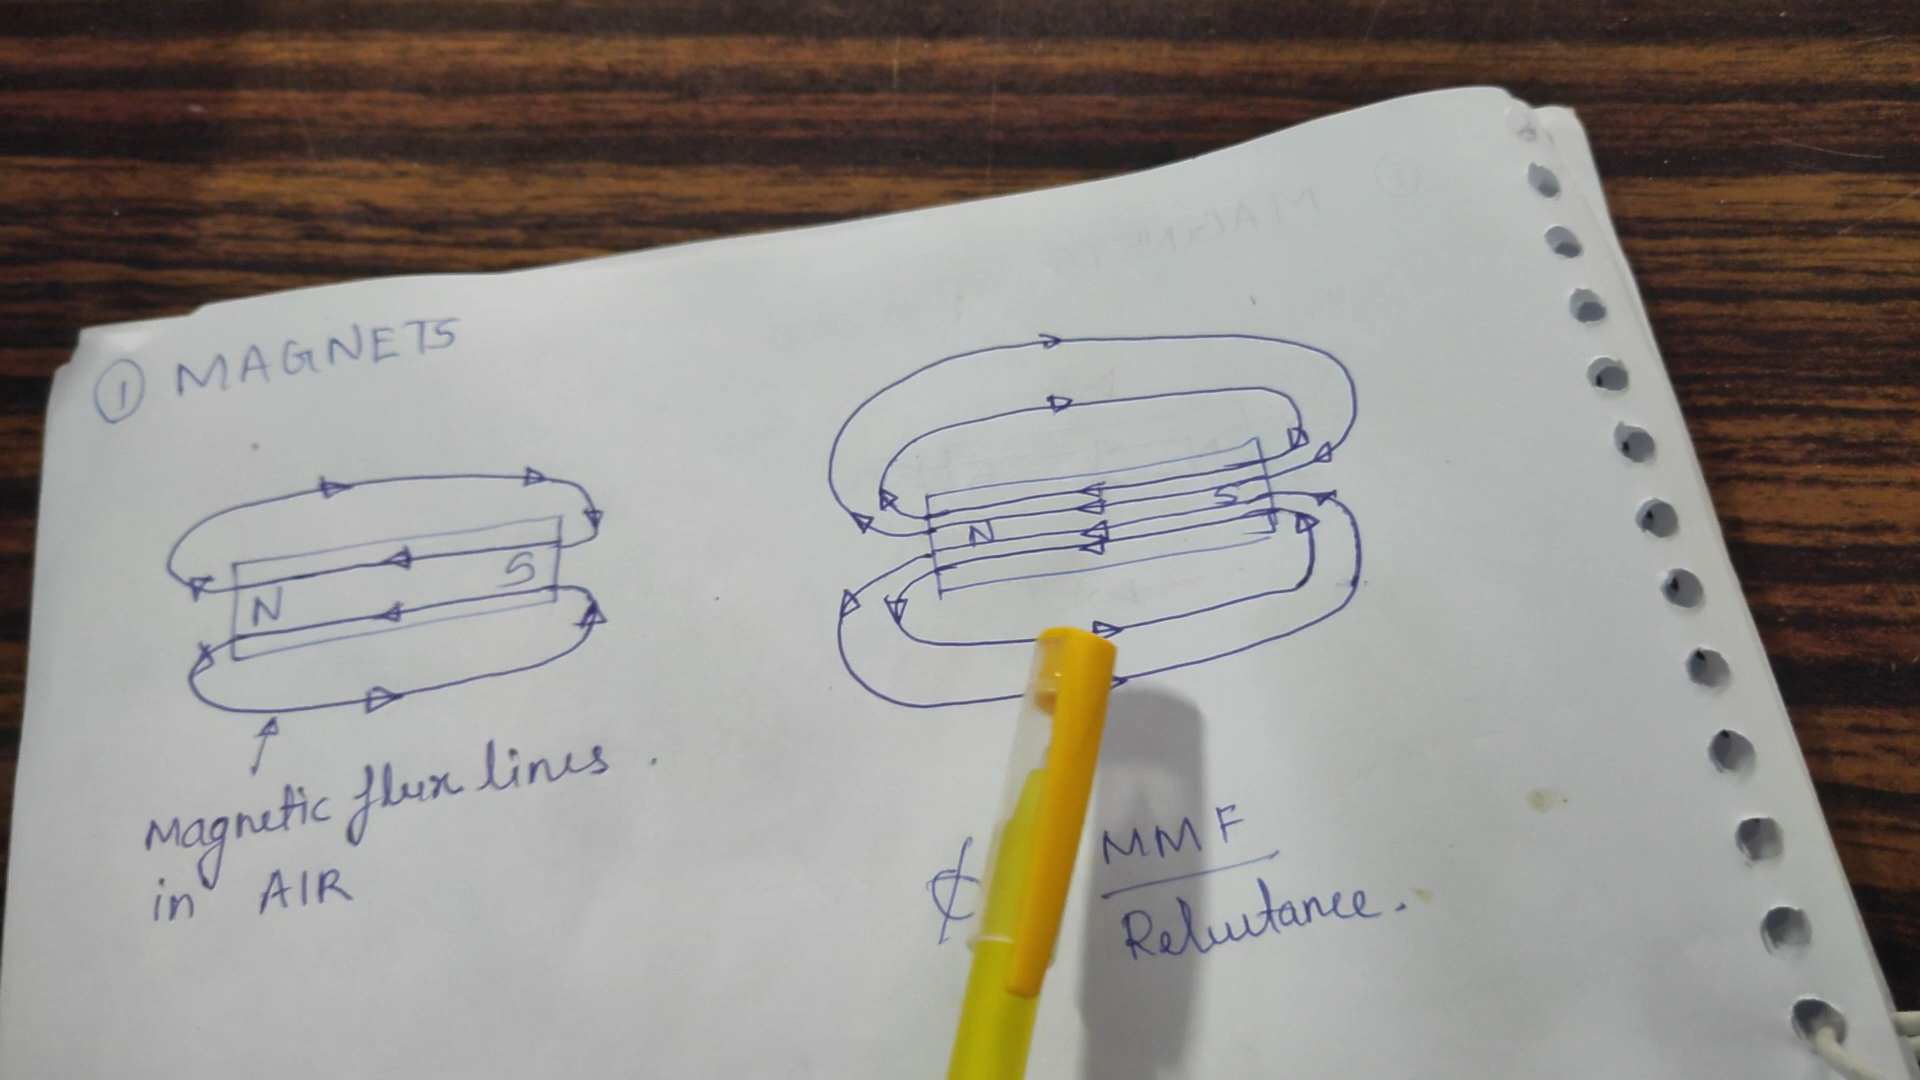 ① MAGNETS
N S
N S
Magnetic flux lines.
in AIR
ϕ MMF
Reluctance.